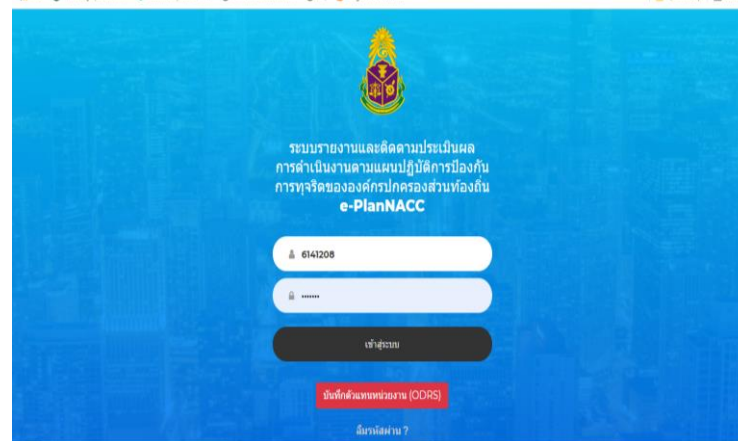 ระบบรายงานและติดตามประเมินผล
การดำเนินงานตามแผนปฏิบัติการป้องกัน
การทุจริตขององค์กรปกครองส่วนท้องถิ่น
e-PlanNACC
6141208
•••••••
เข้าสู่ระบบ
บันทึกตัวแทนหน่วยงาน (ODRS)
ลืมรหัสผ่าน ?